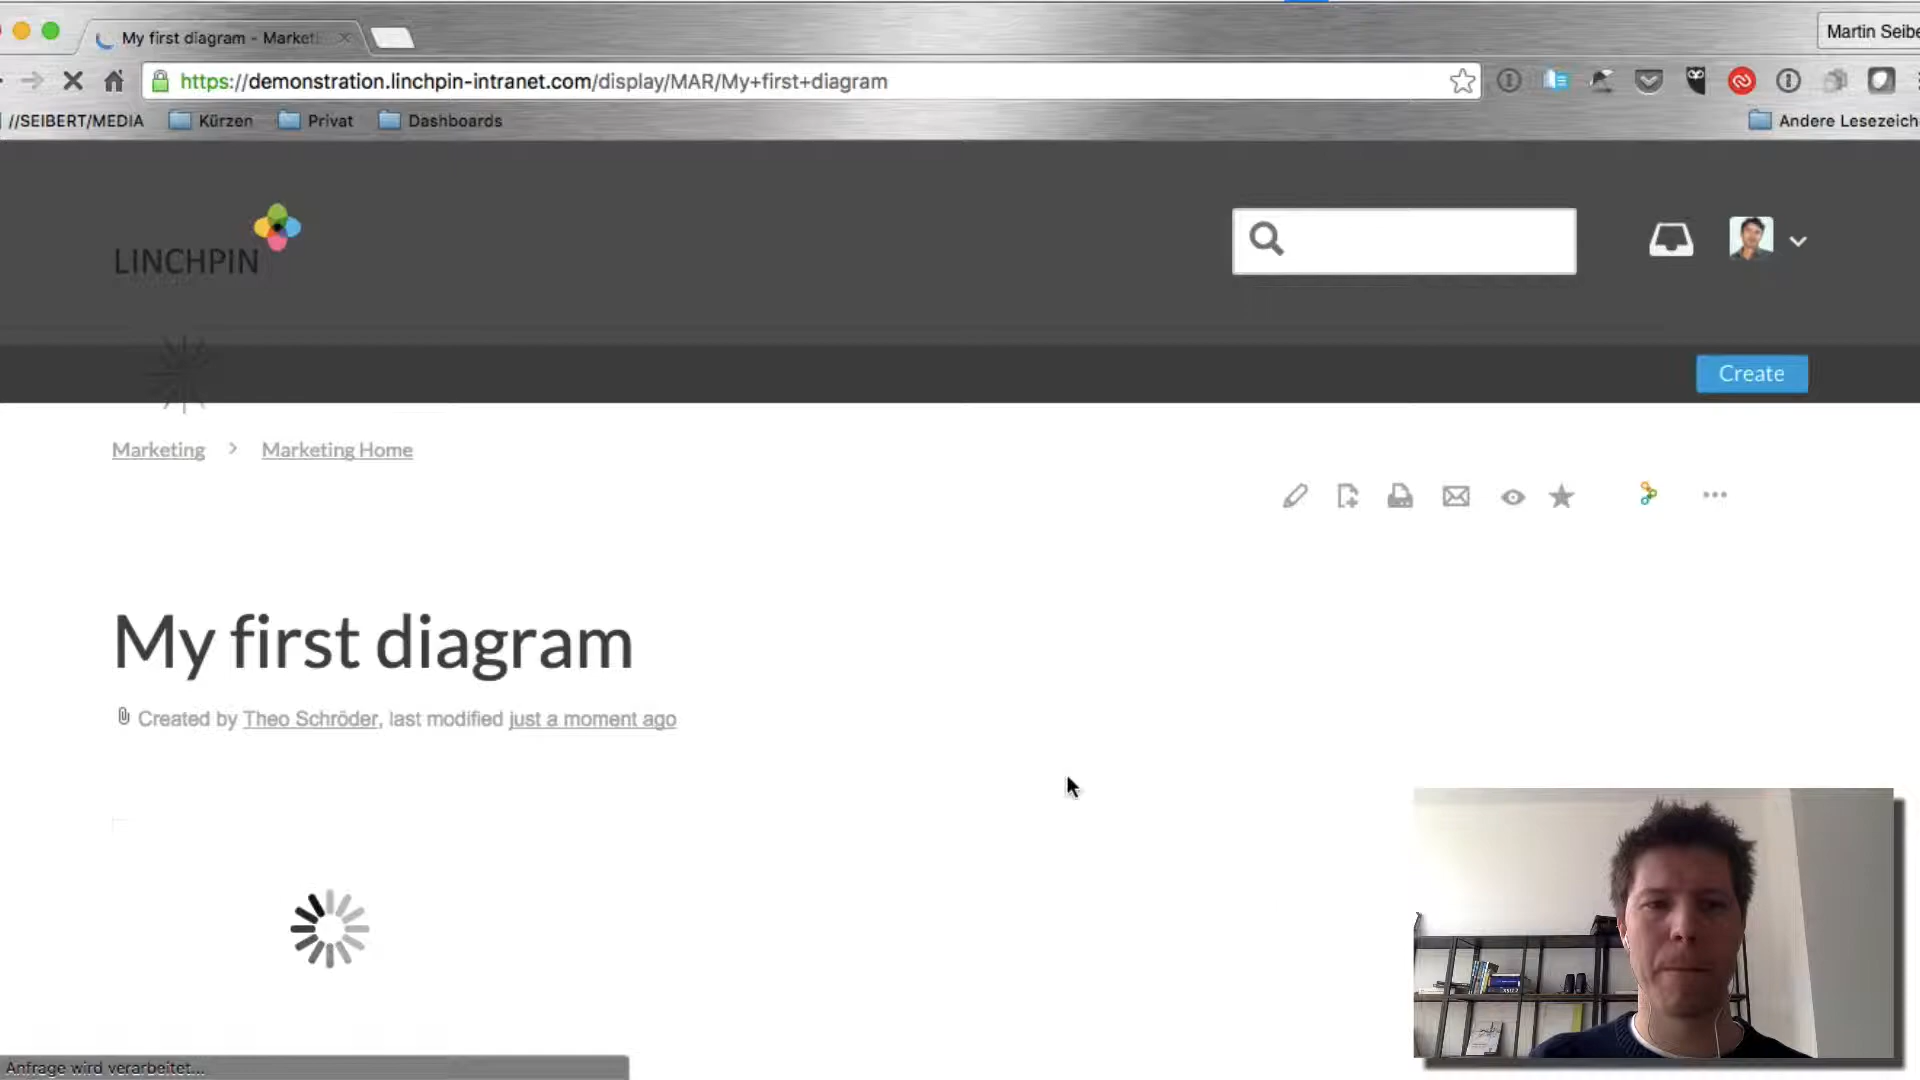 My first diagram - Marketi
Martin Seibe
https://demonstration.linchpin-intranet.com/display/MAR/My+first+diagram
//SEIBERT/MEDIA
Kürzen
Privat
Dashboards
Andere Lesezeich
LINCHPIN
Create
Marketing > Marketing Home
My first diagram
Created by Theo Schröder, last modified just a moment ago
Anfrage wird verarbeitet...